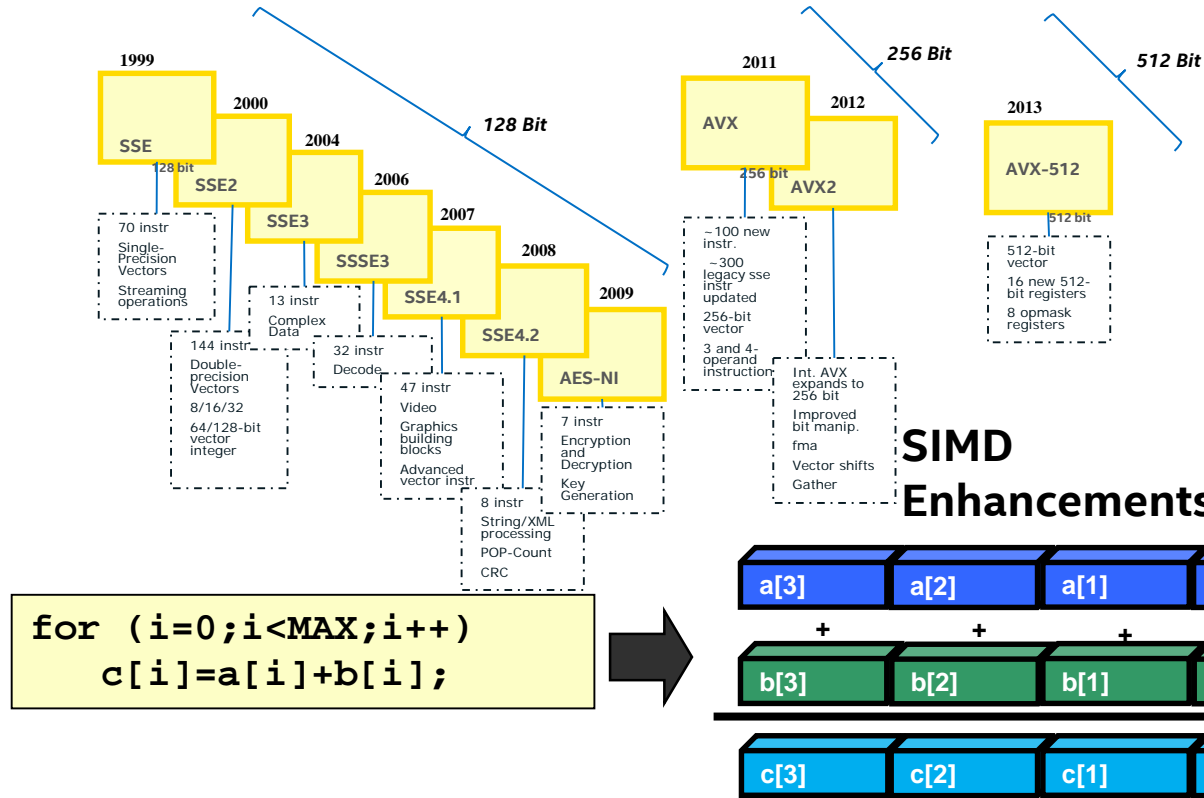 1999
SSE
128 bit
70 instr
Single-
Precision
Vectors
Streaming
operations
2000
SSE2
144 instr
Double-
precision
Vectors
8/16/32
64/128-bit
vector
integer
2004
SSE3
13 instr
Complex
Data
2006
SSSE3
32 instr
Decode
2007
SSE4.1
47 instr
Video
Graphics
building
blocks
Advanced
vector instr
2008
SSE4.2
8 instr
String/XML
processing
POP-Count
CRC
2009
AES-NI
7 instr
Encryption
and
Decryption
Key
Generation
128 Bit
2011
AVX
256 bit
~100 new
instr.
~300
legacy sse
instr
updated
256-bit
vector
3 and 4-
operand
instruction
2012
AVX2
Int. AVX
expands to
256 bit
Improved
bit manip.
fma
Vector shifts
Gather
256 Bit
2013
AVX-512
512 bit
512-bit
vector
16 new 512-
bit registers
8 opmask
registers
512 Bit
SIMD
Enhancements
for (i=0;i<MAX;i++)
c[i]=a[i]+b[i];
a[3] a[2] a[1]
+ + +
b[3] b[2] b[1]
c[3] c[2] c[1]